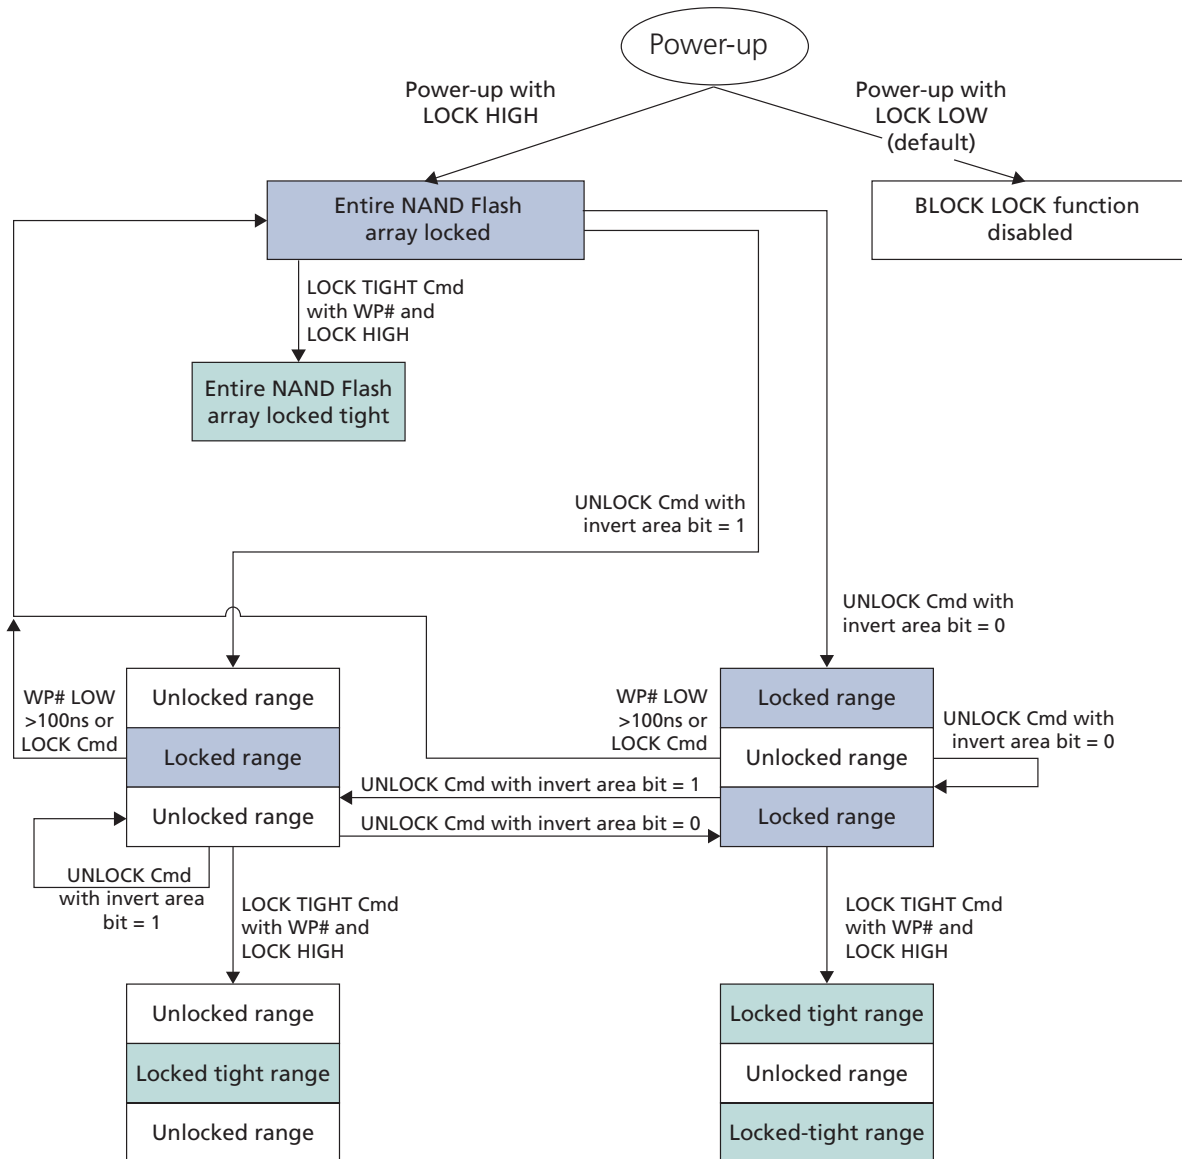 Power-up
Power-up with
LOCK HIGH
Power-up with
LOCK LOW
(default)
Entire NAND Flash
array locked
BLOCK LOCK function
disabled
LOCK TIGHT Cmd
with WP# and
LOCK HIGH
Entire NAND Flash
array locked tight
UNLOCK Cmd with
invert area bit = 1
UNLOCK Cmd with
invert area bit = 0
WP# LOW
>100ns or
LOCK Cmd
Unlocked range
Locked range
Unlocked range
WP# LOW
>100ns or
LOCK Cmd
Locked range
Unlocked range
Locked range
UNLOCK Cmd with
invert area bit = 0
UNLOCK Cmd with invert area bit = 1
UNLOCK Cmd with invert area bit = 0
UNLOCK Cmd
with invert area
bit = 1
LOCK TIGHT Cmd
with WP# and
LOCK HIGH
LOCK TIGHT Cmd
with WP# and
LOCK HIGH
Unlocked range
Locked tight range
Unlocked range
Locked tight range
Unlocked range
Locked-tight range